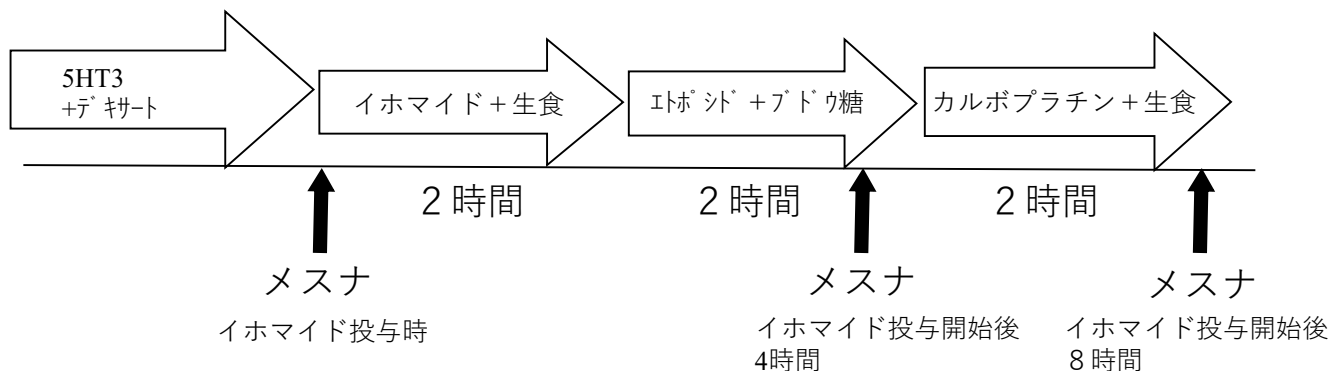 5HT3
+ﾃﾞｷサート
イホマイド＋生食
ｴﾄﾎﾟｼﾄﾞ＋ﾌﾞﾄﾞｳ糖
カルボプラチン＋生食
２時間
２時間
２時間
メスナ
メスナ
メスナ
イホマイド投与時
イホマイド投与開始後
4時間
イホマイド投与開始後
８時間